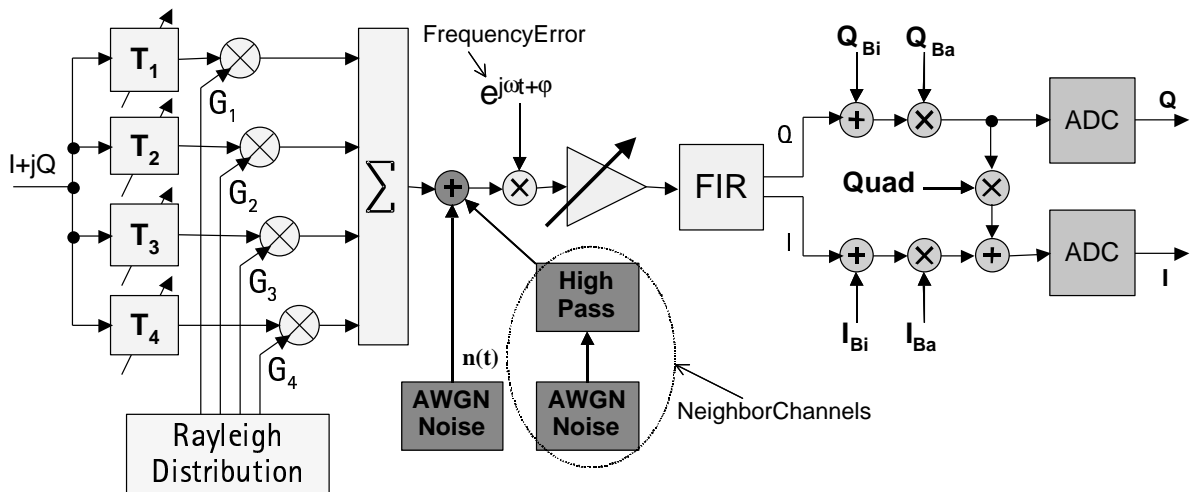 I+jQ
T1
T2
T3
T4
G1
G2
G3
G4
Rayleigh
Distribution
∑
+
n(t)
AWGN
Noise
High
Pass
AWGN
Noise
NeighborChannels
FrequencyError
e^jωt+φ
×
FIR
Q
I
QBi
QBa
+
×
Quad
×
+
×
+
IBi
IBa
ADC
Q
ADC
I